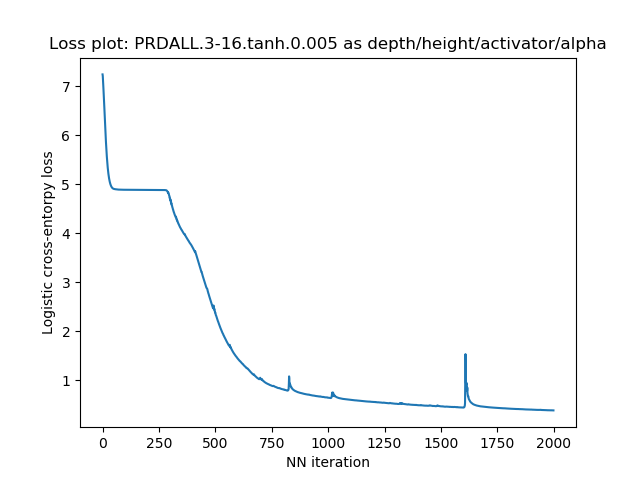 Loss plot: PRDALL.3-16.tanh.0.005 as depth/height/activator/alpha
Logistic cross-entorpy loss
7
6
5
4
3
2
1
0 250 500 750 1000 1250 1500 1750 2000
NN iteration